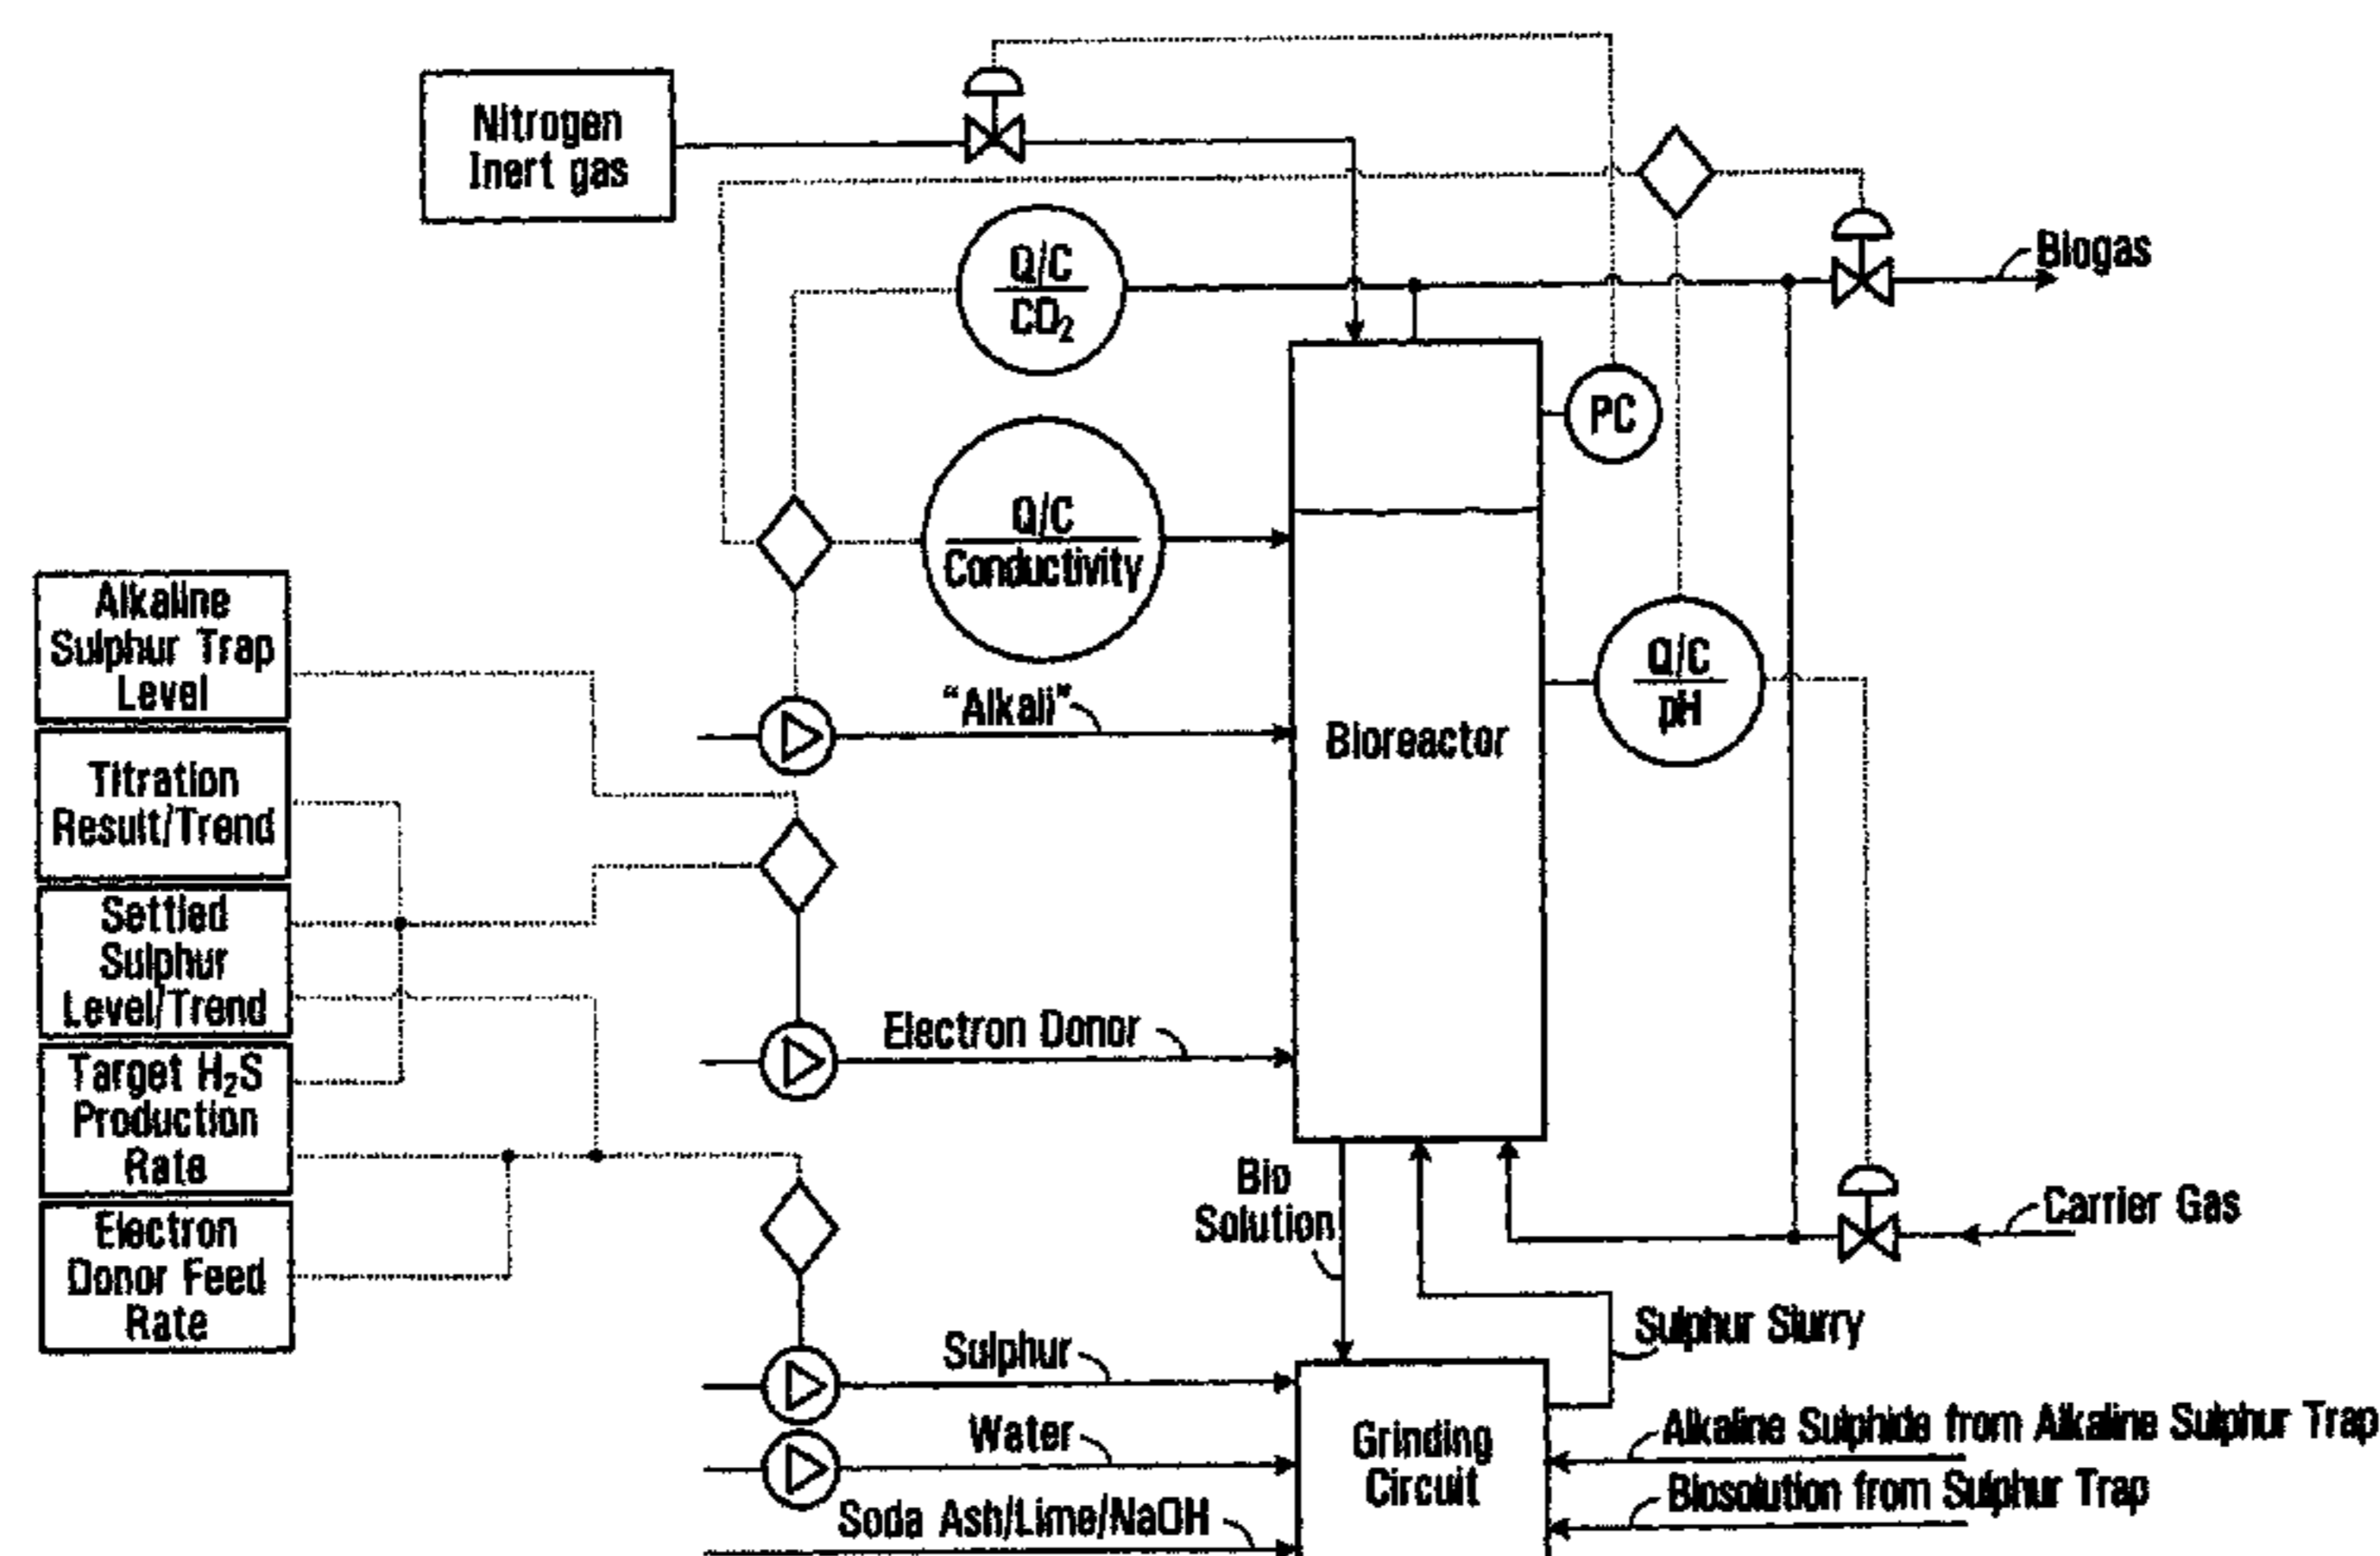 Nitrogen
Inert gas
Q/C
CO₂
Biogas
PC
Q/C
Conductivity
Alkaline
Sulphur Trap
Level
Titration
Result/Trend
Settled
Sulphur
Level/Trend
Target H₂S
Production
Rate
Electron
Donor Feed
Rate
"Alkali"
Bioreactor
Q/C
pH
Electron Donor
Bio
Solution
Carrier Gas
Sulphur Slurry
Sulphur
Water
Soda Ash/Lime/NaOH
Grinding
Circuit
Alkaline Sulphide from Alkaline Sulphur Trap
Biosolution from Sulphur Trap